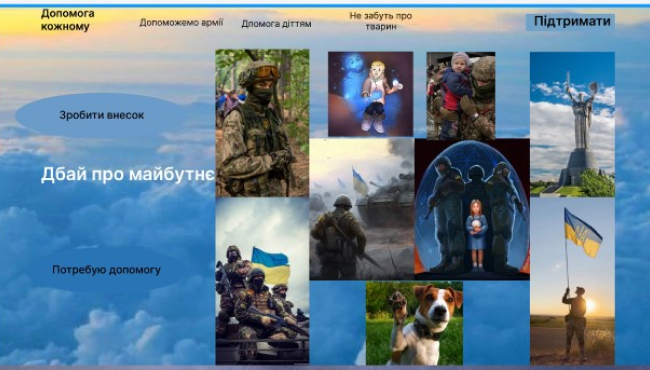 Допомога
кожному
Допоможемо армії
Дпомога діттям
Не забуть про
тварин
Підтримати
Зробити внесок
Дбай про майбутнє
Потребую допомогу